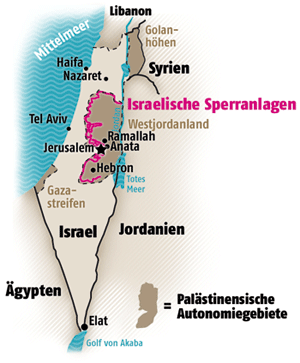 Libanon
Mittelmeer
Golan-
höhen
Haifa
Nazaret
Syrien
Israelische Sperranlagen
Tel Aviv
Westjordanland
Ramallah
Jerusalem
Anata
Hebron
Totes
Meer
Gaza-
streifen
Israel
Jordanien
Ägypten
= Palästinensische
Autonomiegebiete
Elat
Golf von Akaba